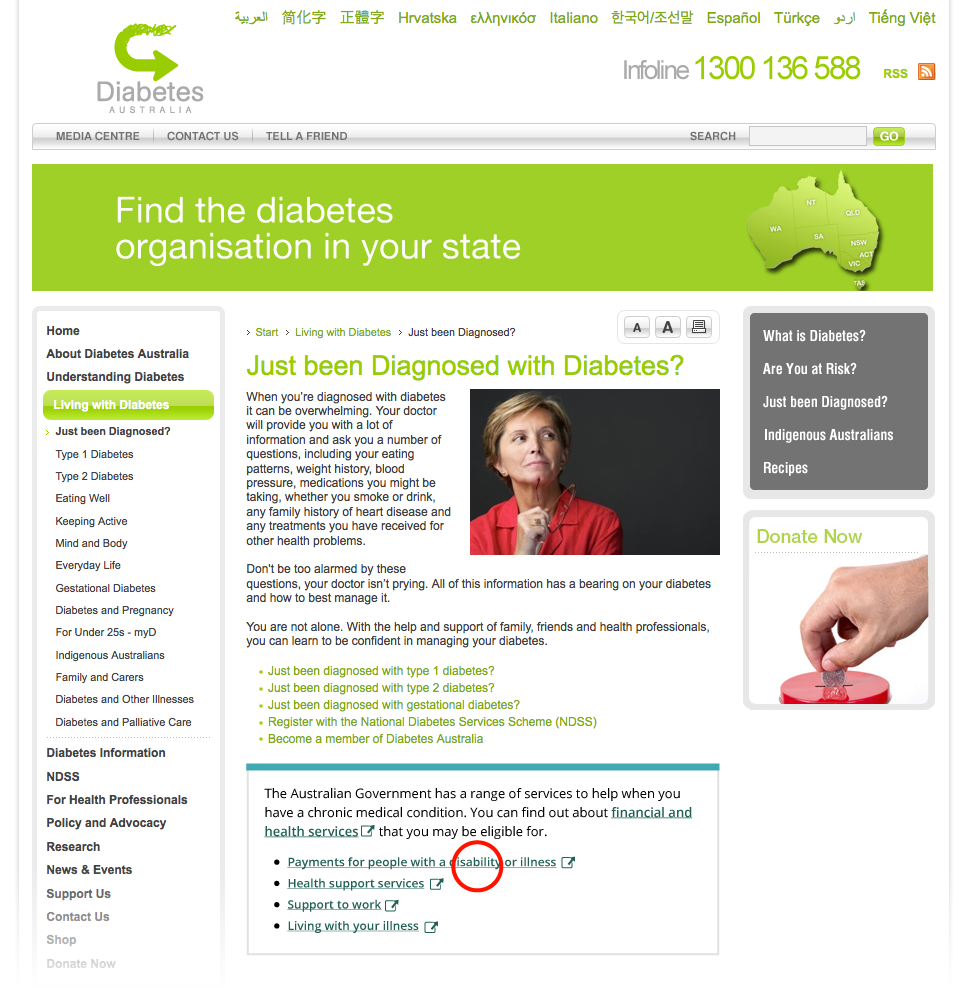 العربية 简化字 正體字 Hrvatska ελληνικόσ Italiano 한국어/조선말 Español Türkçe اردو Tiếng Việt
Diabetes
AUSTRALIA
Infoline 1300 136 588 RSS
MEDIA CENTRE CONTACT US TELL A FRIEND SEARCH GO
Find the diabetes
organisation in your state
NT
QLD
WA
SA
NSW
ACT
VIC
TAS
Home
About Diabetes Australia
Understanding Diabetes
Living with Diabetes
Just been Diagnosed?
Type 1 Diabetes
Type 2 Diabetes
Eating Well
Keeping Active
Mind and Body
Everyday Life
Gestational Diabetes
Diabetes and Pregnancy
For Under 25s - myD
Indigenous Australians
Family and Carers
Diabetes and Other Illnesses
Diabetes and Palliative Care
Diabetes Information
NDSS
For Health Professionals
Policy and Advocacy
Research
News & Events
Support Us
Contact Us
Shop
Donate Now
› Start › Living with Diabetes › Just been Diagnosed?
A A
Just been Diagnosed with Diabetes?
When you're diagnosed with diabetes
it can be overwhelming. Your doctor
will provide you with a lot of
information and ask you a number of
questions, including your eating
patterns, weight history, blood
pressure, medications you might be
taking, whether you smoke or drink,
any family history of heart disease and
any treatments you have received for
other health problems.
Don't be too alarmed by these
questions, your doctor isn't prying. All of this information has a bearing on your diabetes
and how to best manage it.
You are not alone. With the help and support of family, friends and health professionals,
you can learn to be confident in managing your diabetes.
Just been diagnosed with type 1 diabetes?
Just been diagnosed with type 2 diabetes?
Just been diagnosed with gestational diabetes?
Register with the National Diabetes Services Scheme (NDSS)
Become a member of Diabetes Australia
The Australian Government has a range of services to help when you
have a chronic medical condition. You can find out about financial and
health services that you may be eligible for.
Payments for people with a disability or illness
Health support services
Support to work
Living with your illness
What is Diabetes?
Are You at Risk?
Just been Diagnosed?
Indigenous Australians
Recipes
Donate Now